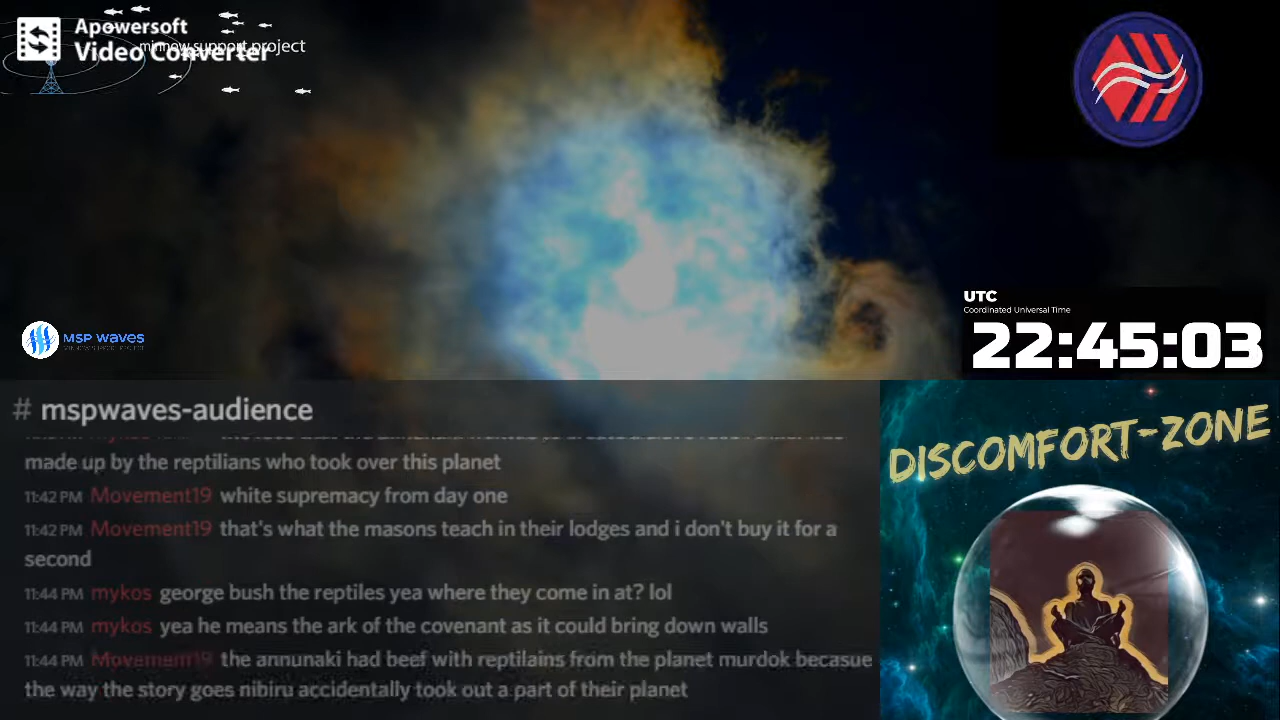 Apowersoft
Video Converter
minnow support project
UTC
Coordinated Universal Time
22:45:03
MSP WAVES
# mspwaves-audience
made up by the reptilians who took over this planet
11:42 PM Movement19 white supremacy from day one
11:42 PM Movement19 that's what the masons teach in their lodges and i don't buy it for a
second
11:44 PM mykos george bush the reptiles yea where they come in at? lol
11:44 PM mykos yea he means the ark of the covenant as it could bring down walls
11:44 PM Movement19 the annunaki had beef with reptilains from the planet murdok becasue
the way the story goes nibiru accidentally took out a part of their planet
DISCOMFORT-ZONE